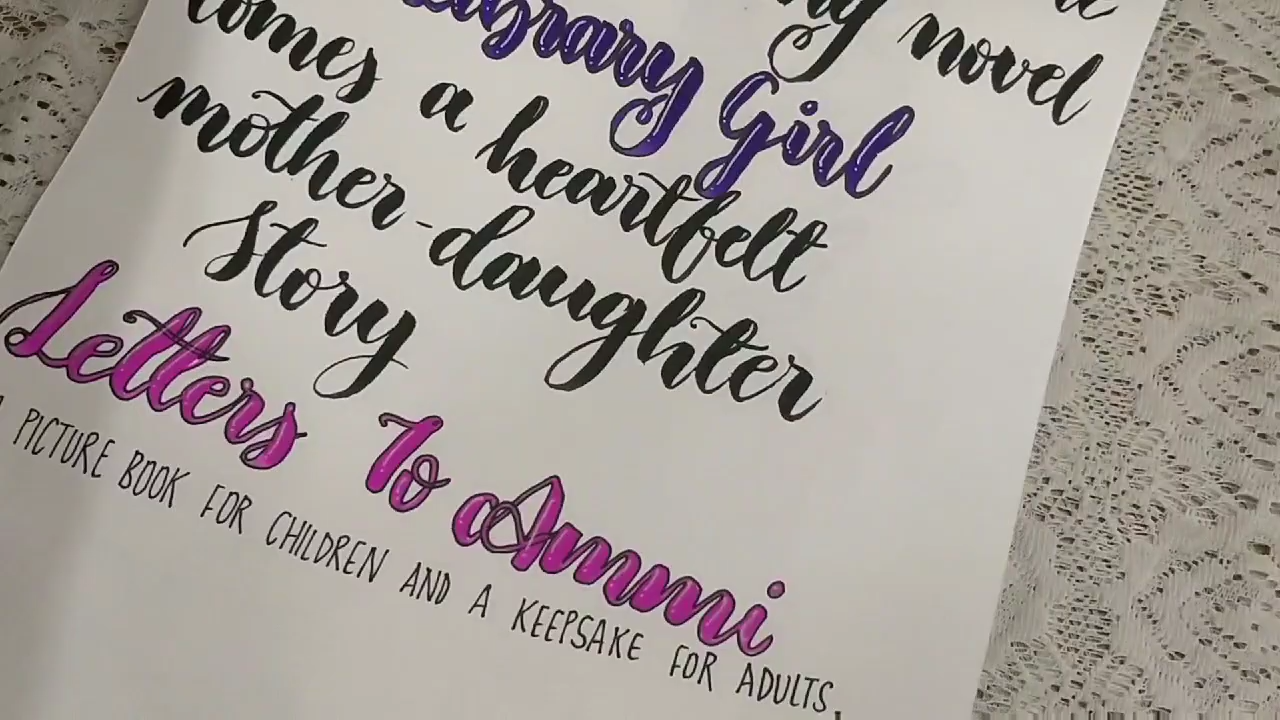 novel
Library Girl
comes a heartfelt
mother-daughter
Story
Letters To Ammi
A PICTURE BOOK FOR CHILDREN AND A KEEPSAKE FOR ADULTS.